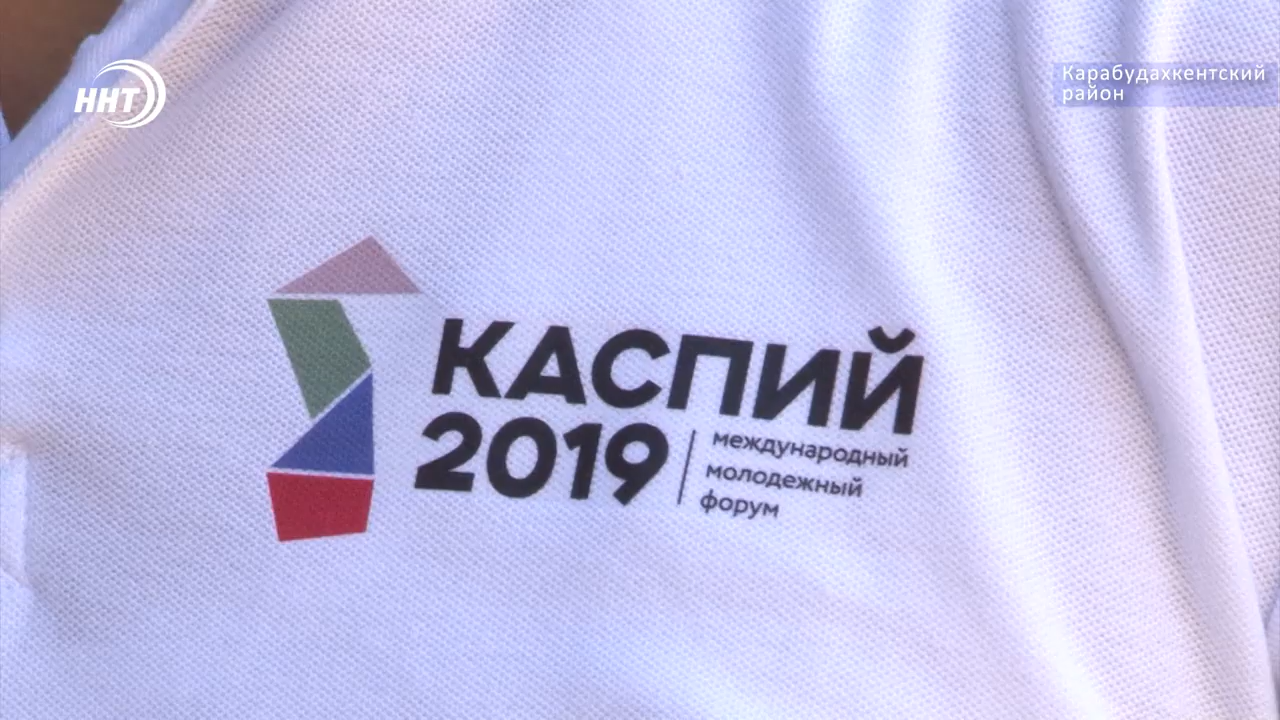 ННТ
Карабудахкентский
район
КАСПИЙ
2019
международный
молодежный
форум